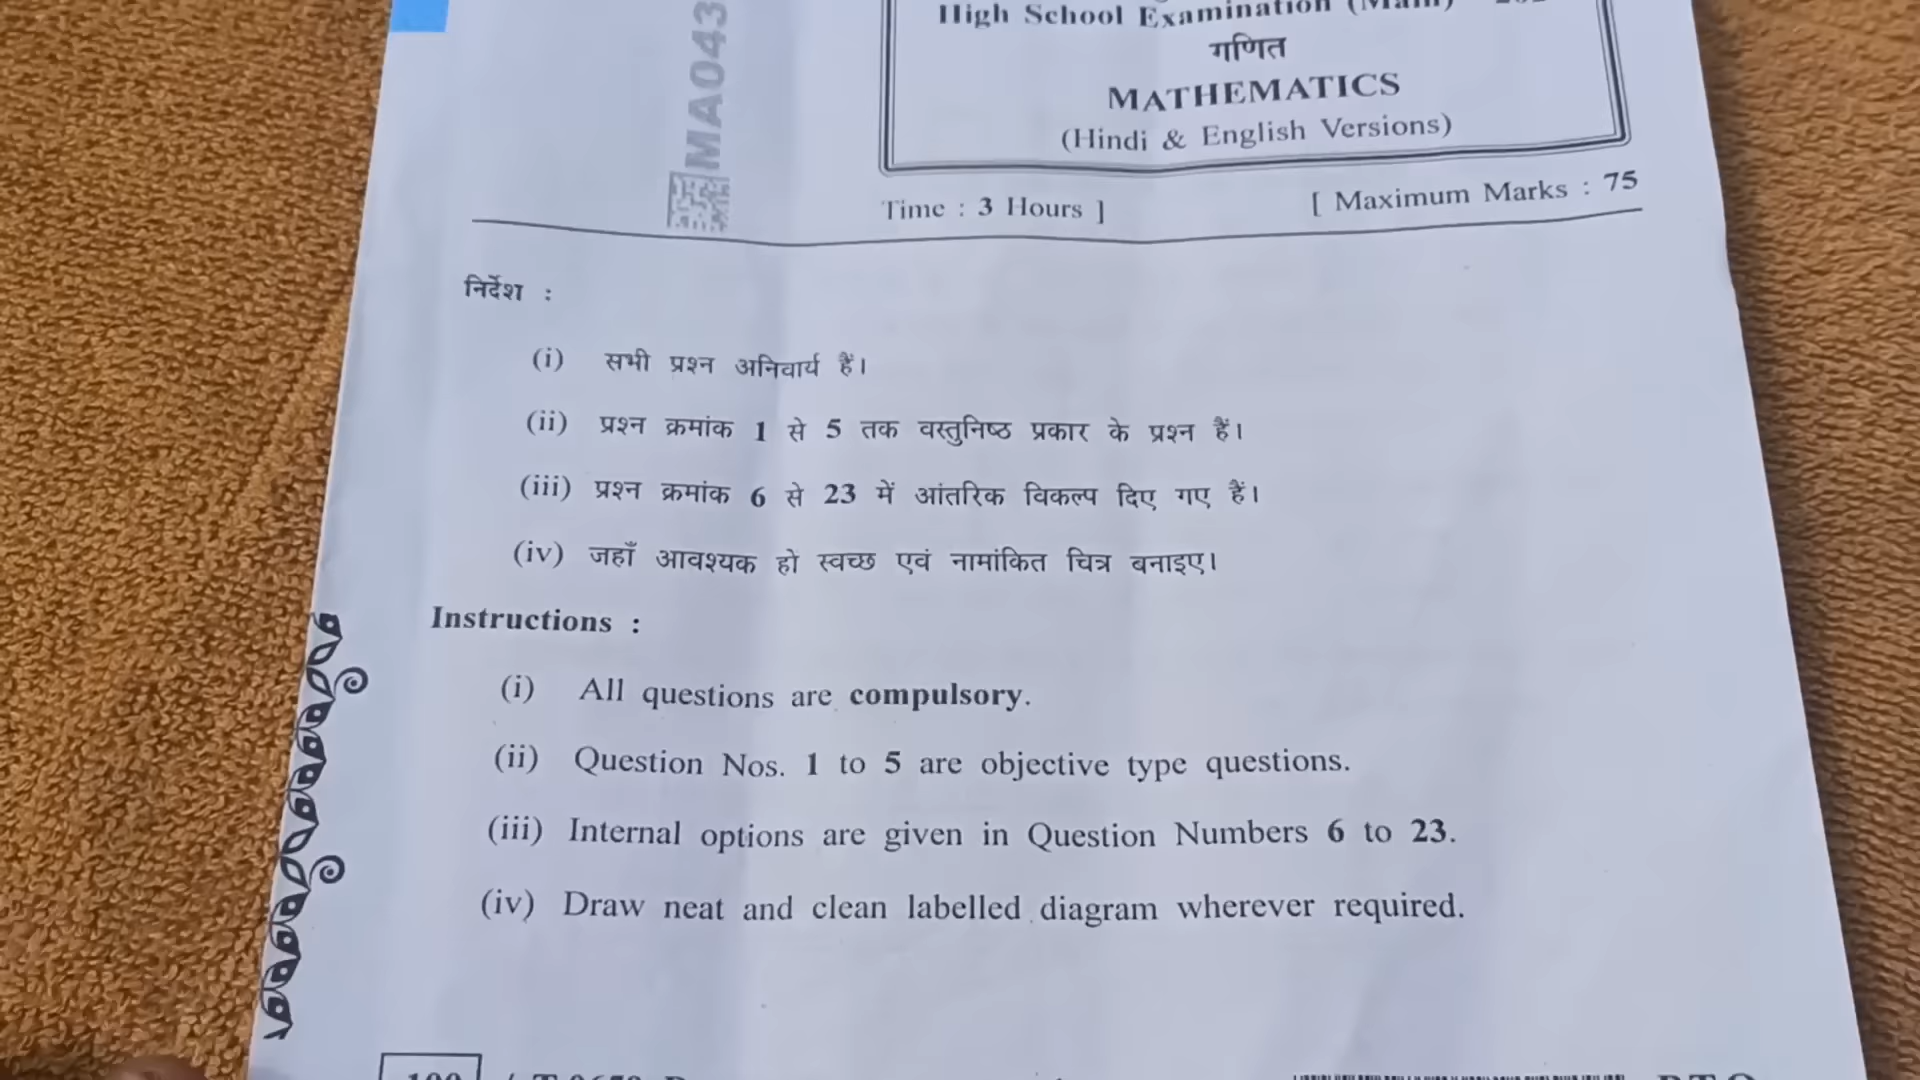 High School Examination (Main)
गणित
MATHEMATICS
(Hindi & English Versions)
MA043
Time : 3 Hours ]
[ Maximum Marks : 75
निर्देश :
(i) सभी प्रश्न अनिवार्य हैं।
(ii) प्रश्न क्रमांक 1 से 5 तक वस्तुनिष्ठ प्रकार के प्रश्न हैं।
(iii) प्रश्न क्रमांक 6 से 23 में आंतरिक विकल्प दिए गए हैं।
(iv) जहाँ आवश्यक हो स्वच्छ एवं नामांकित चित्र बनाइए।
Instructions :
(i) All questions are compulsory.
(ii) Question Nos. 1 to 5 are objective type questions.
(iii) Internal options are given in Question Numbers 6 to 23.
(iv) Draw neat and clean labelled diagram wherever required.